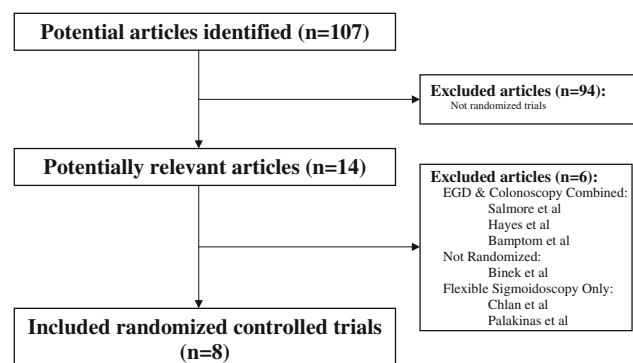 Potential articles identified (n=107)
Excluded articles (n=94):
Not randomized trials
Potentially relevant articles (n=14)
Excluded articles (n=6):
EGD & Colonoscopy Combined:
Salmore et al
Hayes et al
Bamptom et al
Not Randomized:
Binek et al
Flexible Sigmoidoscopy Only:
Chlan et al
Palakinas et al
Included randomized controlled trials
(n=8)